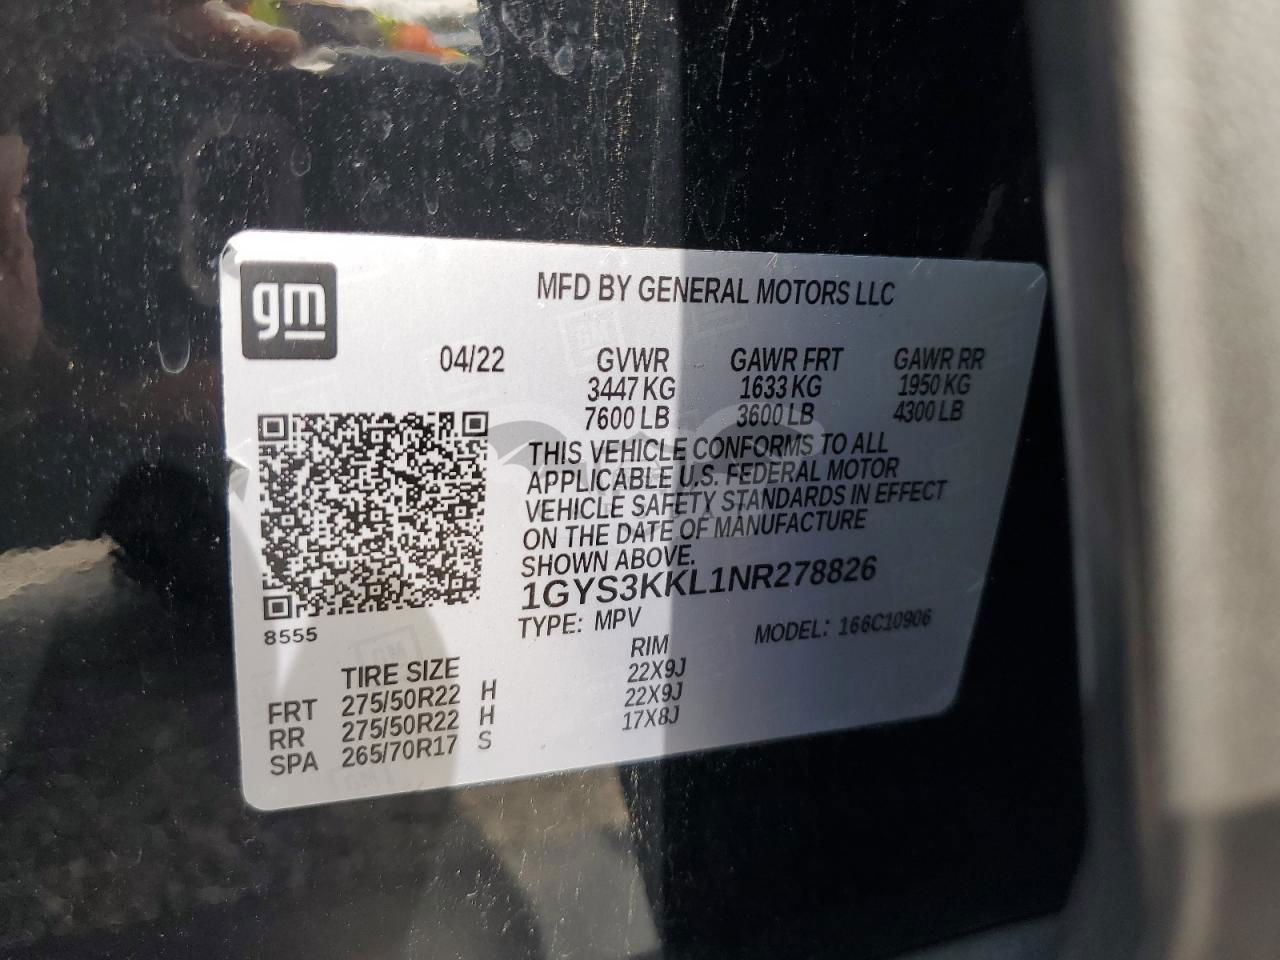 gm
MFD BY GENERAL MOTORS LLC
04/22 GVWR GAWR FRT GAWR RR
3447 KG 1633 KG 1950 KG
7600 LB 3600 LB 4300 LB
THIS VEHICLE CONFORMS TO ALL
APPLICABLE U.S. FEDERAL MOTOR
VEHICLE SAFETY STANDARDS IN EFFECT
ON THE DATE OF MANUFACTURE
SHOWN ABOVE.
1GYS3KKL1NR278826
TYPE: MPV MODEL: 166C10906
8555
TIRE SIZE RIM
FRT 275/50R22 H 22X9J
RR 275/50R22 H 22X9J
SPA 265/70R17 S 17X8J